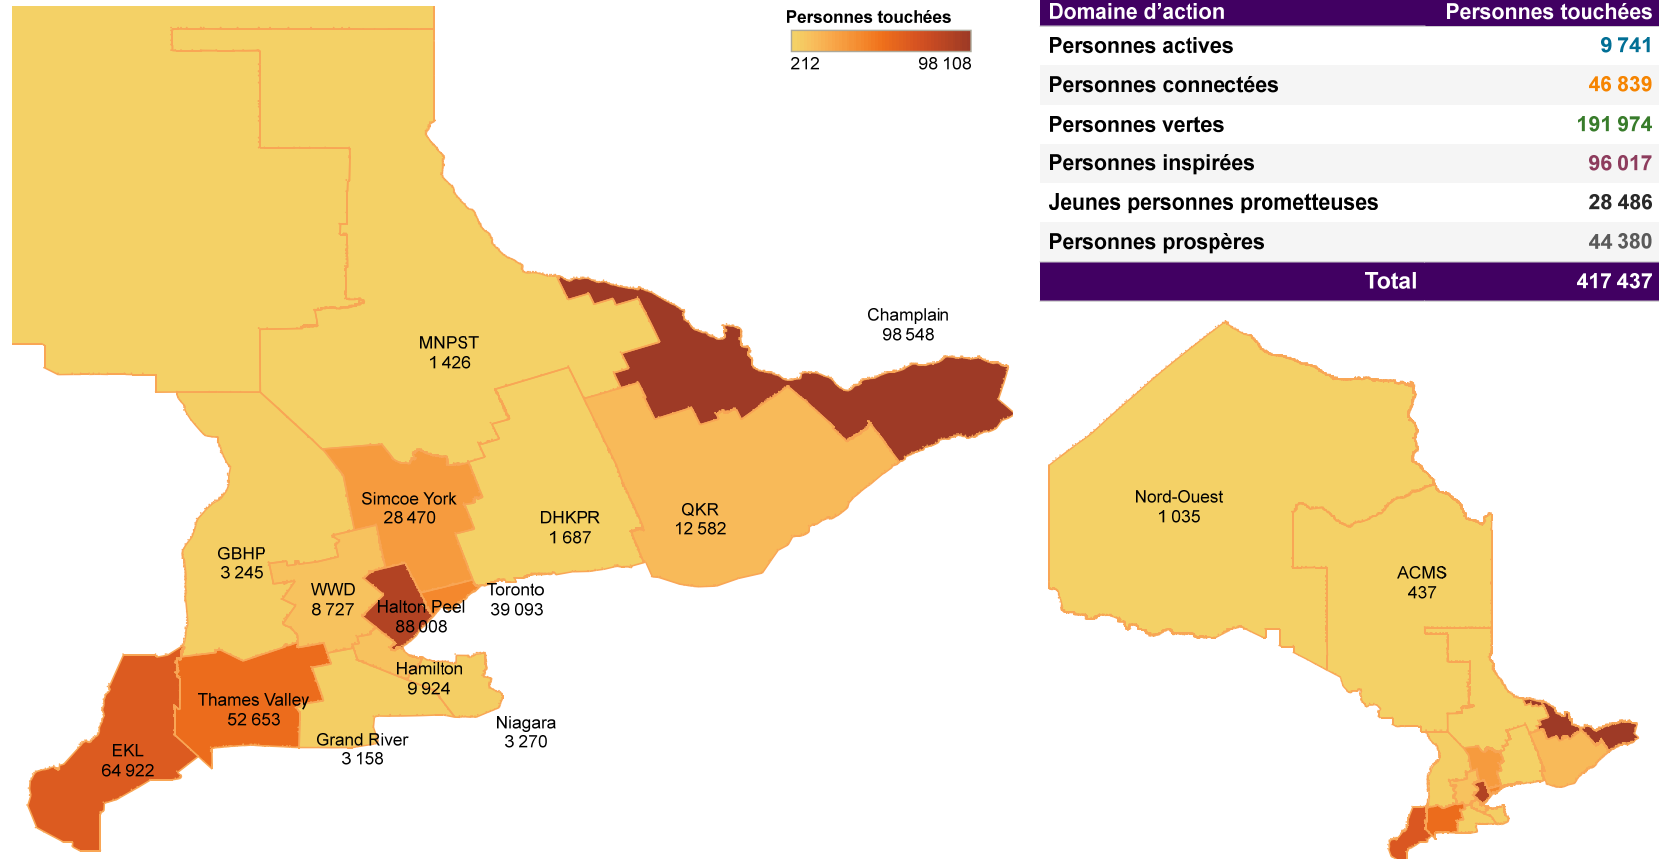 Personnes touchées
212 98 108
Domaine d’action Personnes touchées
Personnes actives 9 741
Personnes connectées 46 839
Personnes vertes 191 974
Personnes inspirées 96 017
Jeunes personnes prometteuses 28 486
Personnes prospères 44 380
Total 417 437
Champlain
98 548
MNPST
1 426
Simcoe York
28 470
DHKPR
1 687
QKR
12 582
GBHP
3 245
WWD
8 727
Halton Peel
88 008
Toronto
39 093
Hamilton
9 924
Thames Valley
52 653
Niagara
3 270
Grand River
3 158
EKL
64 922
Nord-Ouest
1 035
ACMS
437